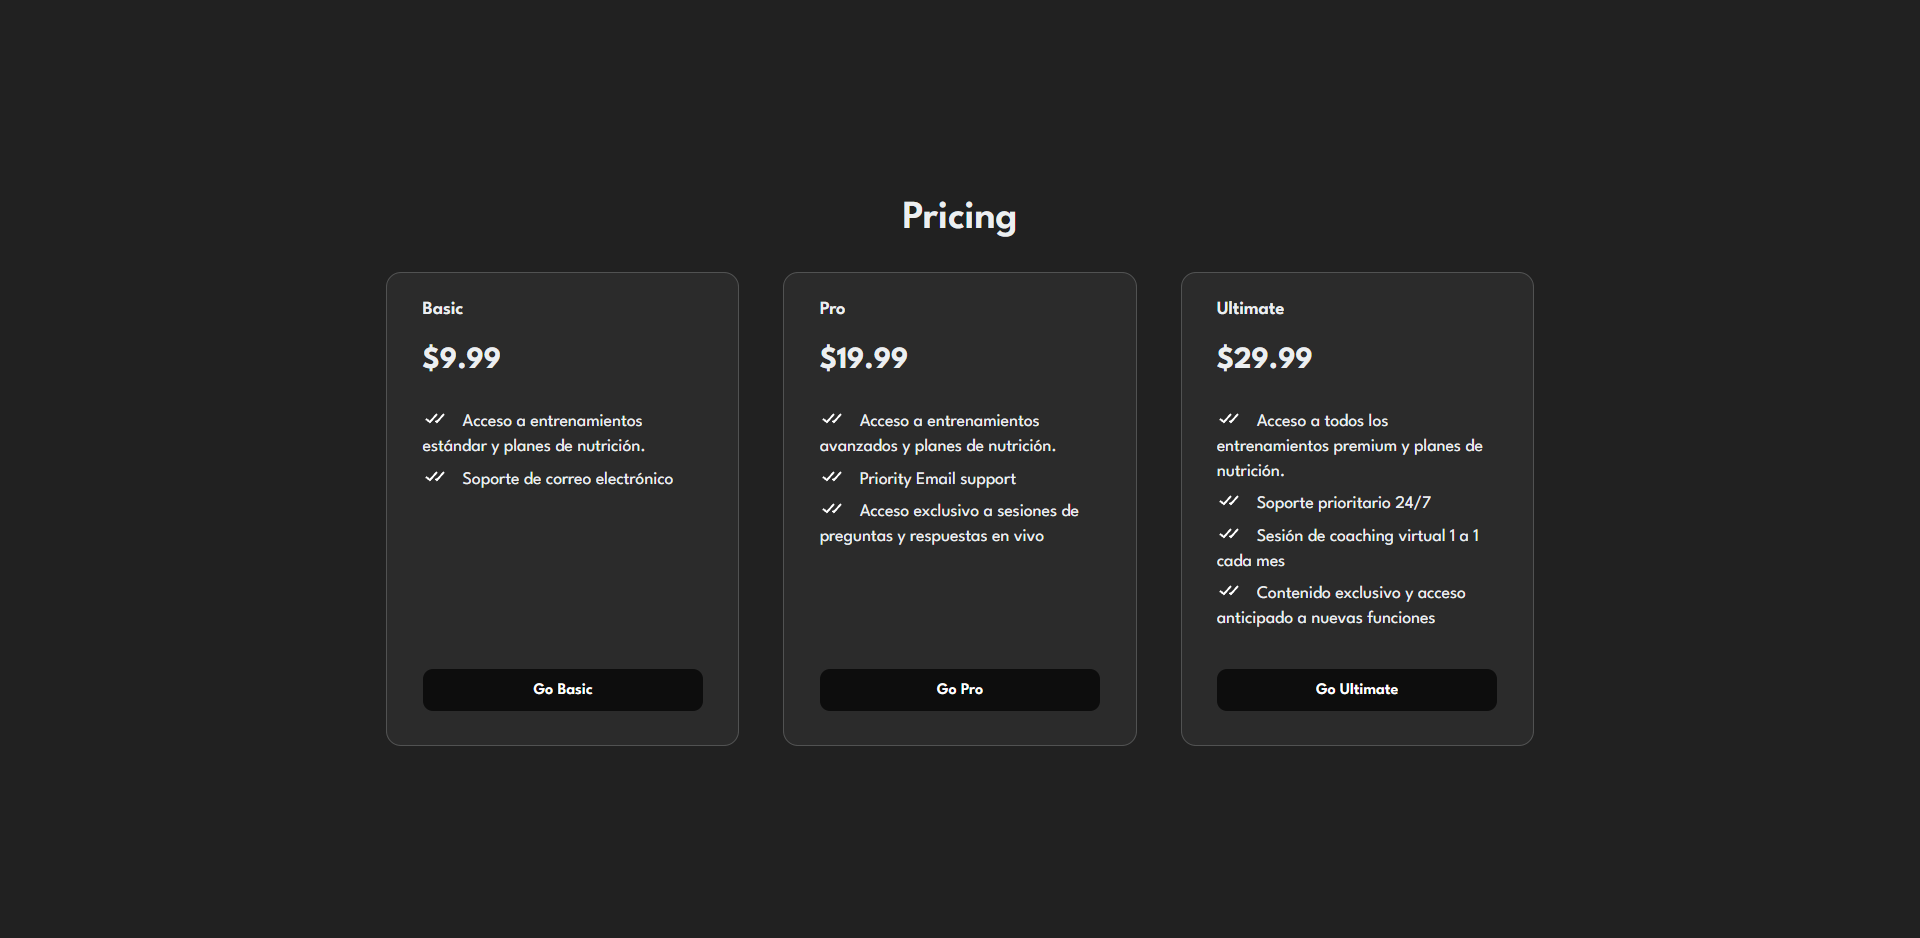 Pricing
Basic
$9.99
Acceso a entrenamientos
estándar y planes de nutrición.
Soporte de correo electrónico
Go Basic
Pro
$19.99
Acceso a entrenamientos
avanzados y planes de nutrición.
Priority Email support
Acceso exclusivo a sesiones de
preguntas y respuestas en vivo
Go Pro
Ultimate
$29.99
Acceso a todos los
entrenamientos premium y planes de
nutrición.
Soporte prioritario 24/7
Sesión de coaching virtual 1 a 1
cada mes
Contenido exclusivo y acceso
anticipado a nuevas funciones
Go Ultimate